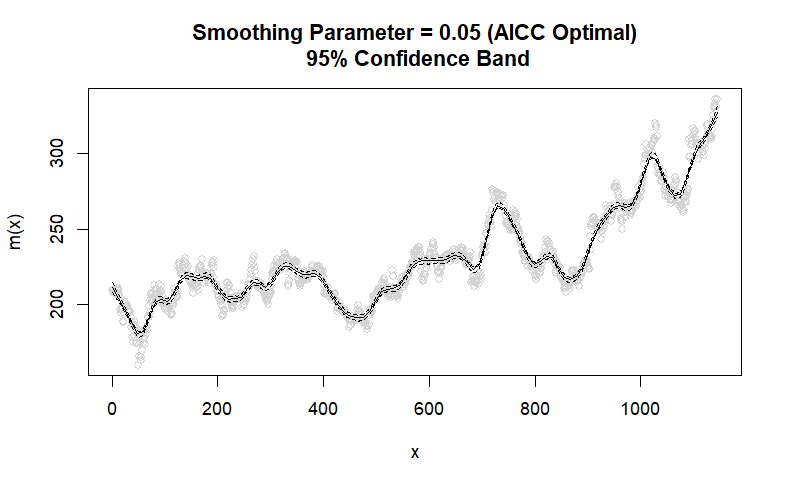 Smoothing Parameter = 0.05 (AICC Optimal)
95% Confidence Band
300
250
200
m(x)
0 200 400 600 800 1000
x